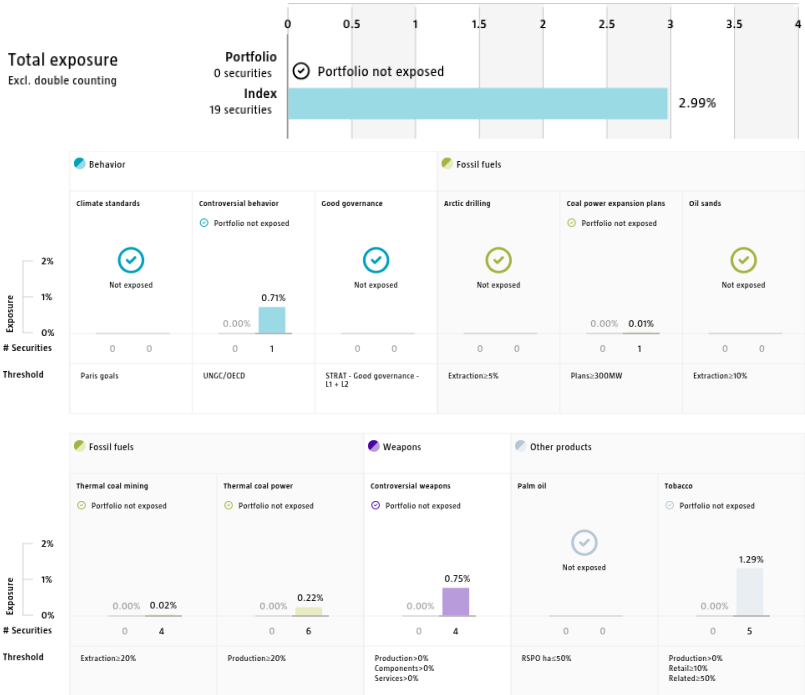 0 0.5 1 1.5 2 2.5 3 3.5 4
Total exposure
Excl. double counting
Portfolio
0 securities
Portfolio not exposed
Index
19 securities
2.99%
Behavior
Fossil fuels
Climate standards
Controversial behavior
Good governance
Arctic drilling
Coal power expansion plans
Oil sands
Portfolio not exposed
Portfolio not exposed
Not exposed
Not exposed
Not exposed
Not exposed
Exposure
2%
1%
0%
0.00% 0.71%
0.00% 0.01%
# Securities
0 0
0 1
0 0
0 0
0 1
0 0
Threshold
Paris goals
UNGC/OECD
STRAT - Good governance -
L1 + L2
Extraction≥5%
Plans≥300MW
Extraction≥10%
Fossil fuels
Weapons
Other products
Thermal coal mining
Thermal coal power
Controversial weapons
Palm oil
Tobacco
Portfolio not exposed
Portfolio not exposed
Portfolio not exposed
Portfolio not exposed
Not exposed
Exposure
2%
1%
0%
0.00% 0.02%
0.00% 0.22%
0.00% 0.75%
0.00% 1.29%
# Securities
0 4
0 6
0 4
0 0
0 5
Threshold
Extraction≥20%
Production≥20%
Production>0%
Components>0%
Services>0%
RSPO ha≤50%
Production>0%
Retail≥10%
Related≥50%